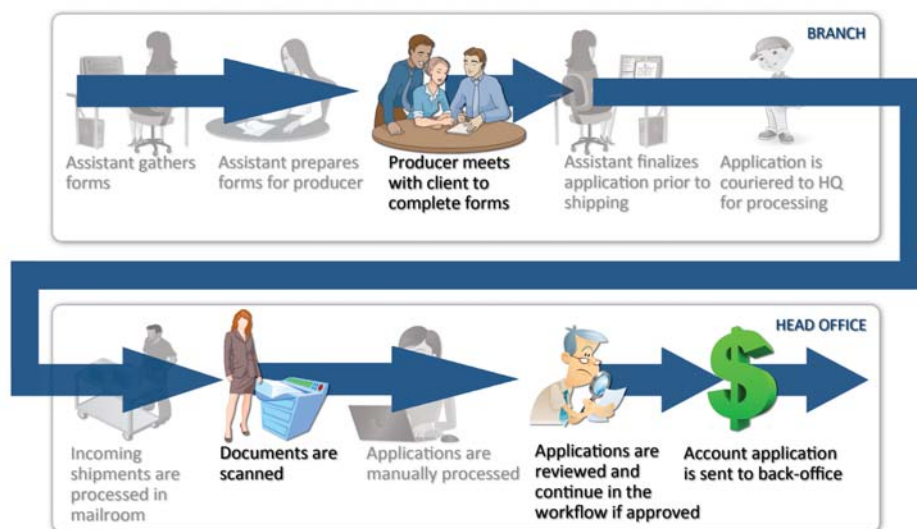 BRANCH
Assistant gathers
forms
Assistant prepares
forms for producer
Producer meets
with client to
complete forms
Assistant finalizes
application prior to
shipping
Application is
couriered to HQ
for processing
HEAD OFFICE
Incoming
shipments are
processed in
mailroom
Documents are
scanned
Applications are
manually processed
Applications are
reviewed and
continue in the
workflow if approved
Account application
is sent to back-office